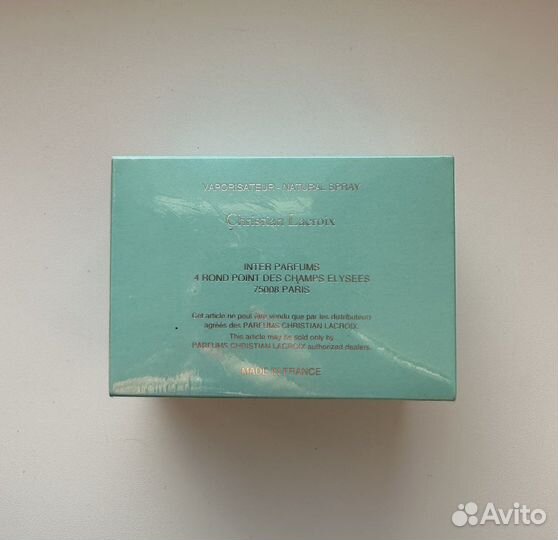 VAPORISATEUR - NATURAL SPRAY
Christian Lacroix
INTER PARFUMS
4 ROND POINT DES CHAMPS ELYSEES
75008 PARIS
Cet article ne peut être vendu que par les distributeurs
agréés des PARFUMS CHRISTIAN LACROIX.
This article may be sold only by
PARFUMS CHRISTIAN LACROIX authorized dealers.
MADE IN FRANCE
Avito